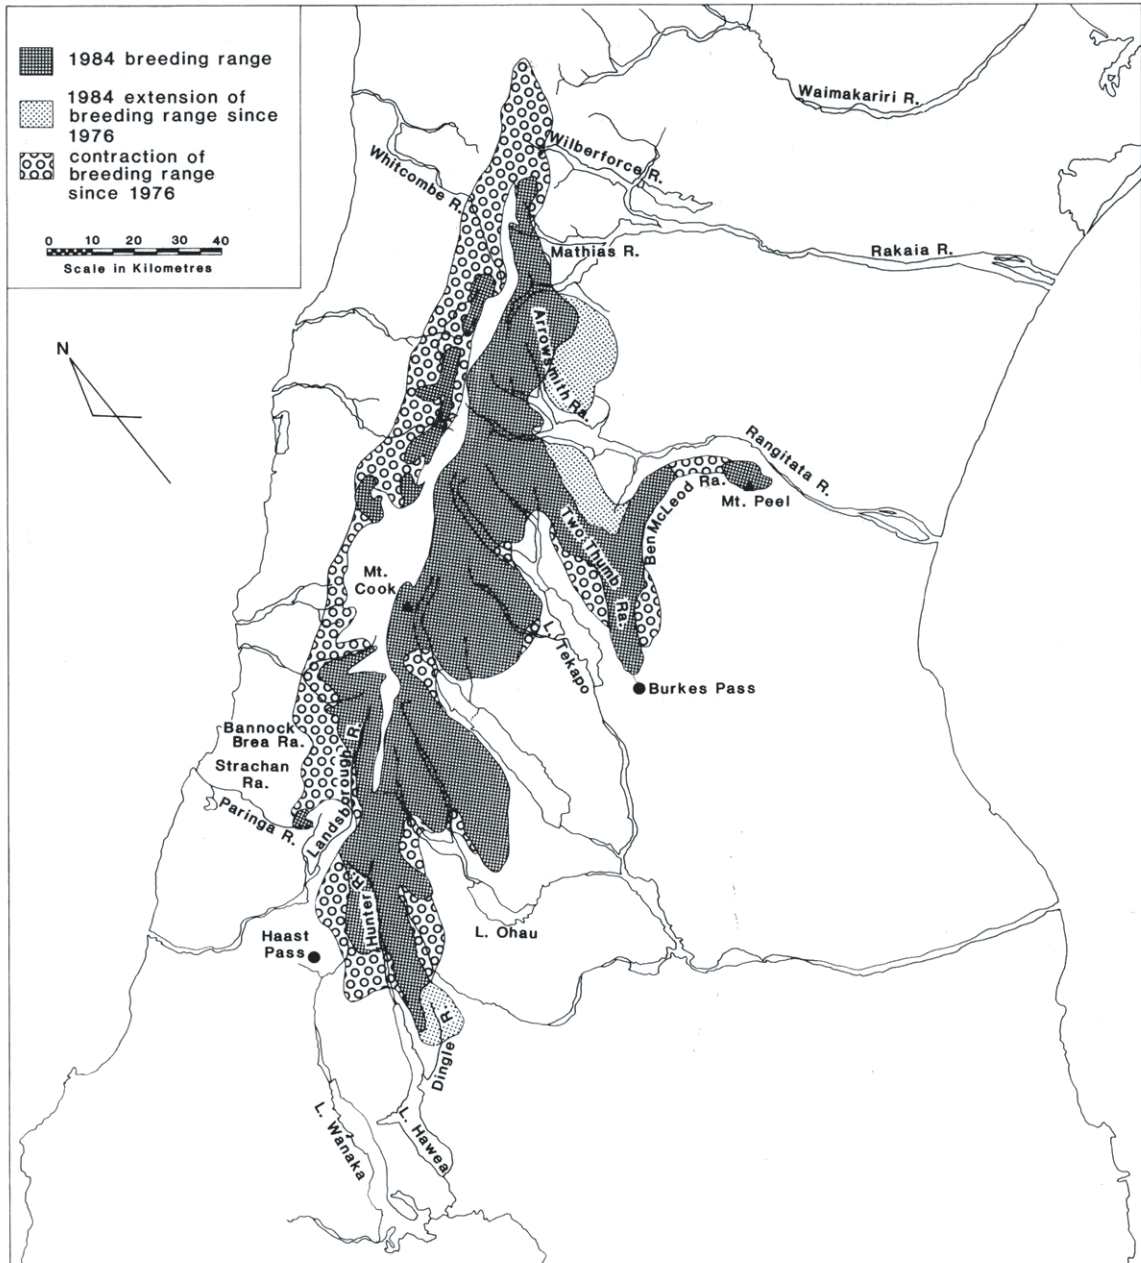 1984 breeding range
1984 extension of
breeding range since
1976
contraction of
breeding range
since 1976
0 10 20 30 40
Scale in Kilometres
N
Waimakariri R.
Wilberforce R.
Whitcombe R.
Mathias R.
Rakaia R.
Arrowsmith Ra.
Rangitata R.
Ben McLeod Ra.
Mt. Peel
Two Thumb Ra.
Mt.
Cook
L. Tekapo
Burkes Pass
Bannock
Brea Ra.
Strachan
Ra.
Paringa R.
Landsborough R.
Hunter R.
Haast
Pass
L. Ohau
Dingle R.
L. Wanaka
L. Hawea